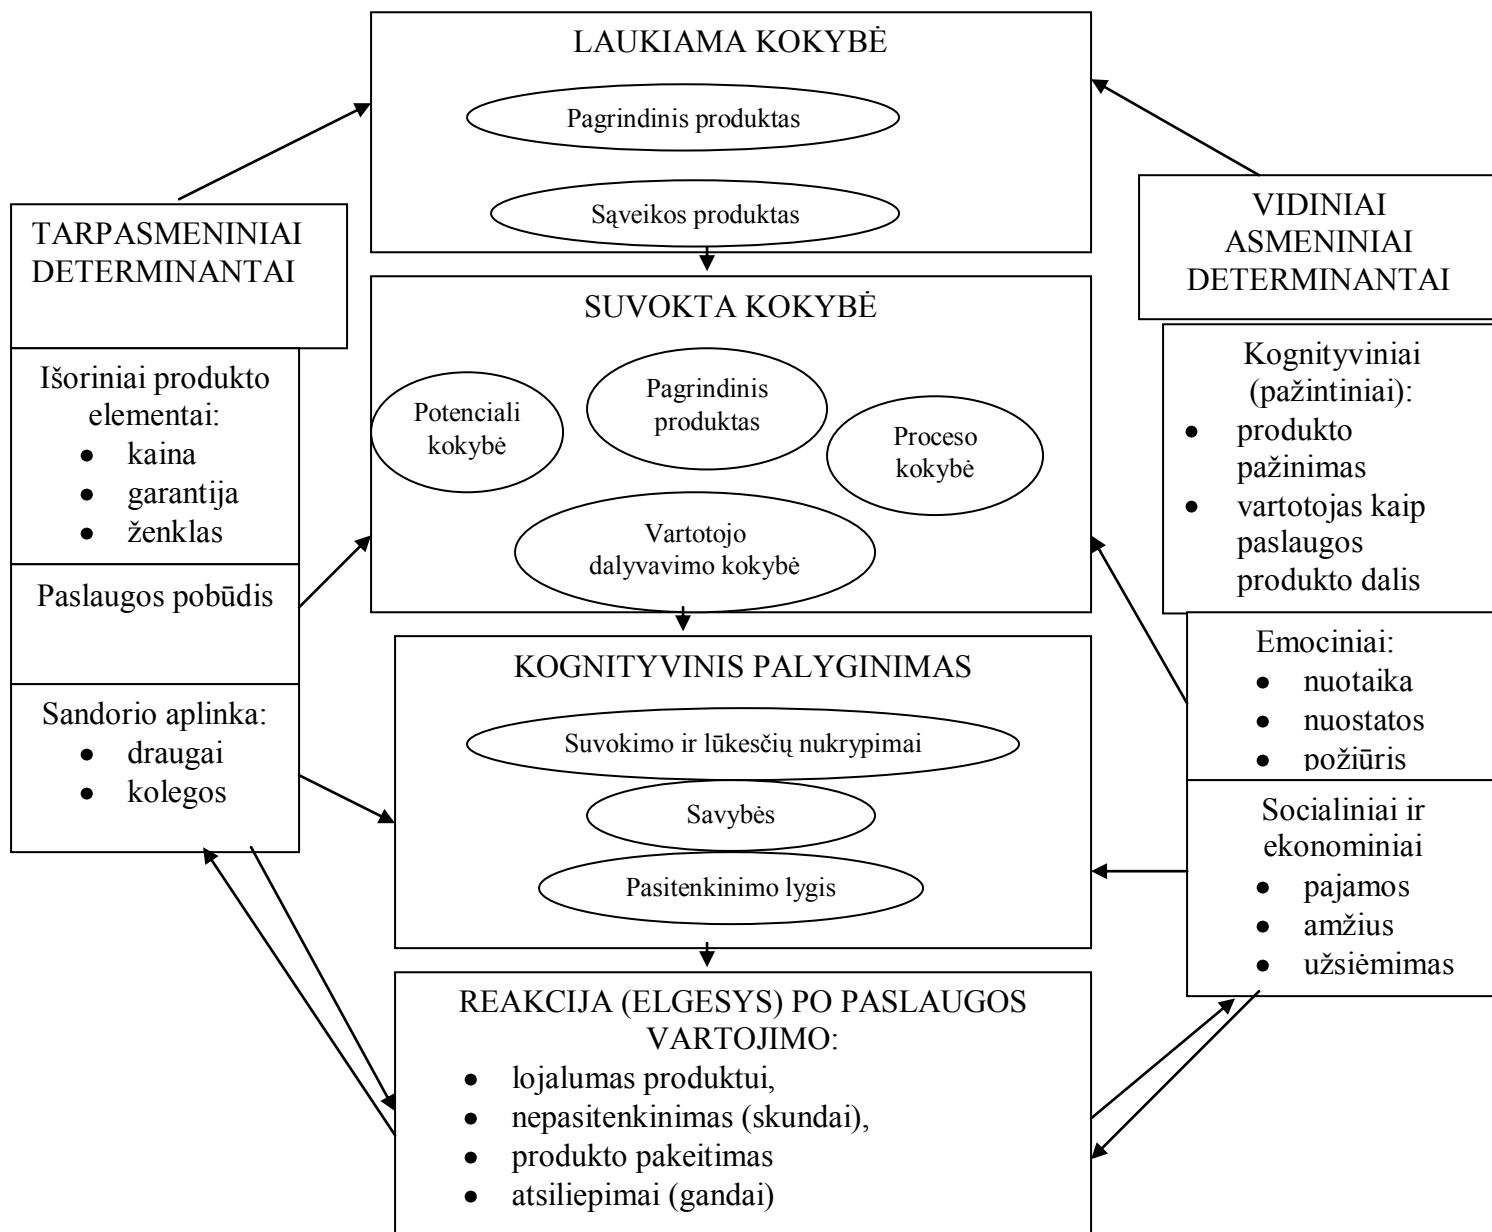 LAUKIAMA KOKYBĖ
Pagrindinis produktas
Sąveikos produktas
TARPASMENINIAI
DETERMINANTAI
Išoriniai produkto
elementai:
• kaina
• garantija
• ženklas
Paslaugos pobūdis
Sandorio aplinka:
• draugai
• kolegos
SUVOKTA KOKYBĖ
Potenciali
kokybė
Pagrindinis
produktas
Proceso
kokybė
Vartotojo
dalyvavimo kokybė
KOGNITYVINIS PALYGINIMAS
Suvokimo ir lūkesčių nukrypimai
Savybės
Pasitenkinimo lygis
REAKCIJA (ELGESYS) PO PASLAUGOS
VARTOJIMO:
• lojalumas produktui,
• nepasitenkinimas (skundai),
• produkto pakeitimas
• atsiliepimai (gandai)
VIDINIAI
ASMENINIAI
DETERMINANTAI
Kognityviniai
(pažintiniai):
• produkto
pažinimas
• vartotojas kaip
paslaugos
produkto dalis
Emociniai:
• nuotaika
• nuostatos
• požiūris
Socialiniai ir
ekonominiai
• pajamos
• amžius
• užsiėmimas